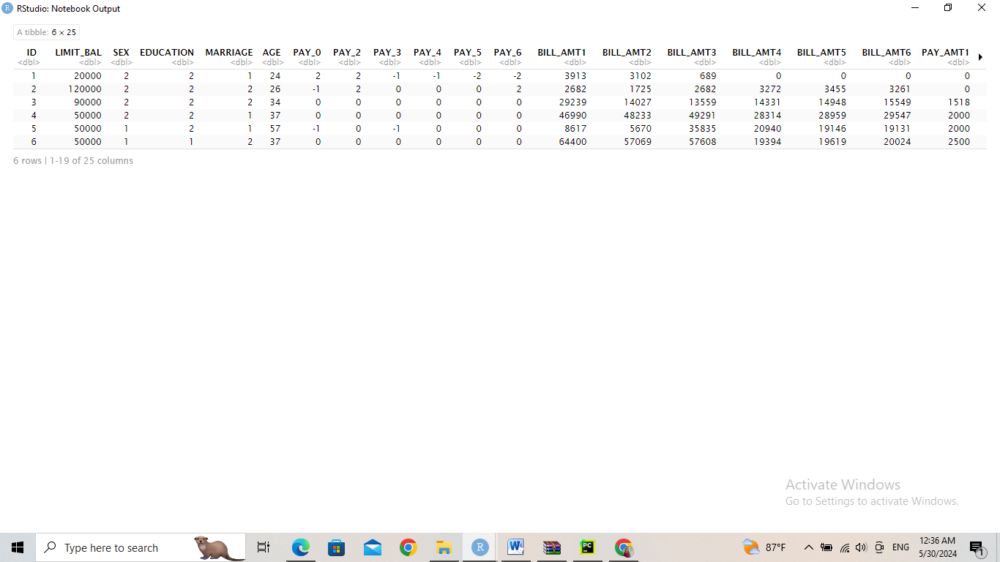 RStudio: Notebook Output
A tibble: 6 × 25
ID LIMIT_BAL SEX EDUCATION MARRIAGE AGE PAY_0 PAY_2 PAY_3 PAY_4 PAY_5 PAY_6 BILL_AMT1 BILL_AMT2 BILL_AMT3 BILL_AMT4 BILL_AMT5 BILL_AMT6 PAY_AMT1
<dbl> <dbl> <dbl> <dbl> <dbl> <dbl> <dbl> <dbl> <dbl> <dbl> <dbl> <dbl> <dbl> <dbl> <dbl> <dbl> <dbl> <dbl> <dbl>
1 20000 2 2 1 24 2 2 -1 -1 -2 -2 3913 3102 689 0 0 0 0
2 120000 2 2 2 26 -1 2 0 0 0 2 2682 1725 2682 3272 3455 3261 0
3 90000 2 2 2 34 0 0 0 0 0 0 29239 14027 13559 14331 14948 15549 1518
4 50000 2 2 1 37 0 0 0 0 0 0 46990 48233 49291 28314 28959 29547 2000
5 50000 1 2 1 57 -1 0 -1 0 0 0 8617 5670 35835 20940 19146 19131 2000
6 50000 1 1 2 37 0 0 0 0 0 0 64400 57069 57608 19394 19619 20024 2500
6 rows | 1-19 of 25 columns
Activate Windows
Go to Settings to activate Windows.
Type here to search
87°F
ENG
12:36 AM
5/30/2024
1